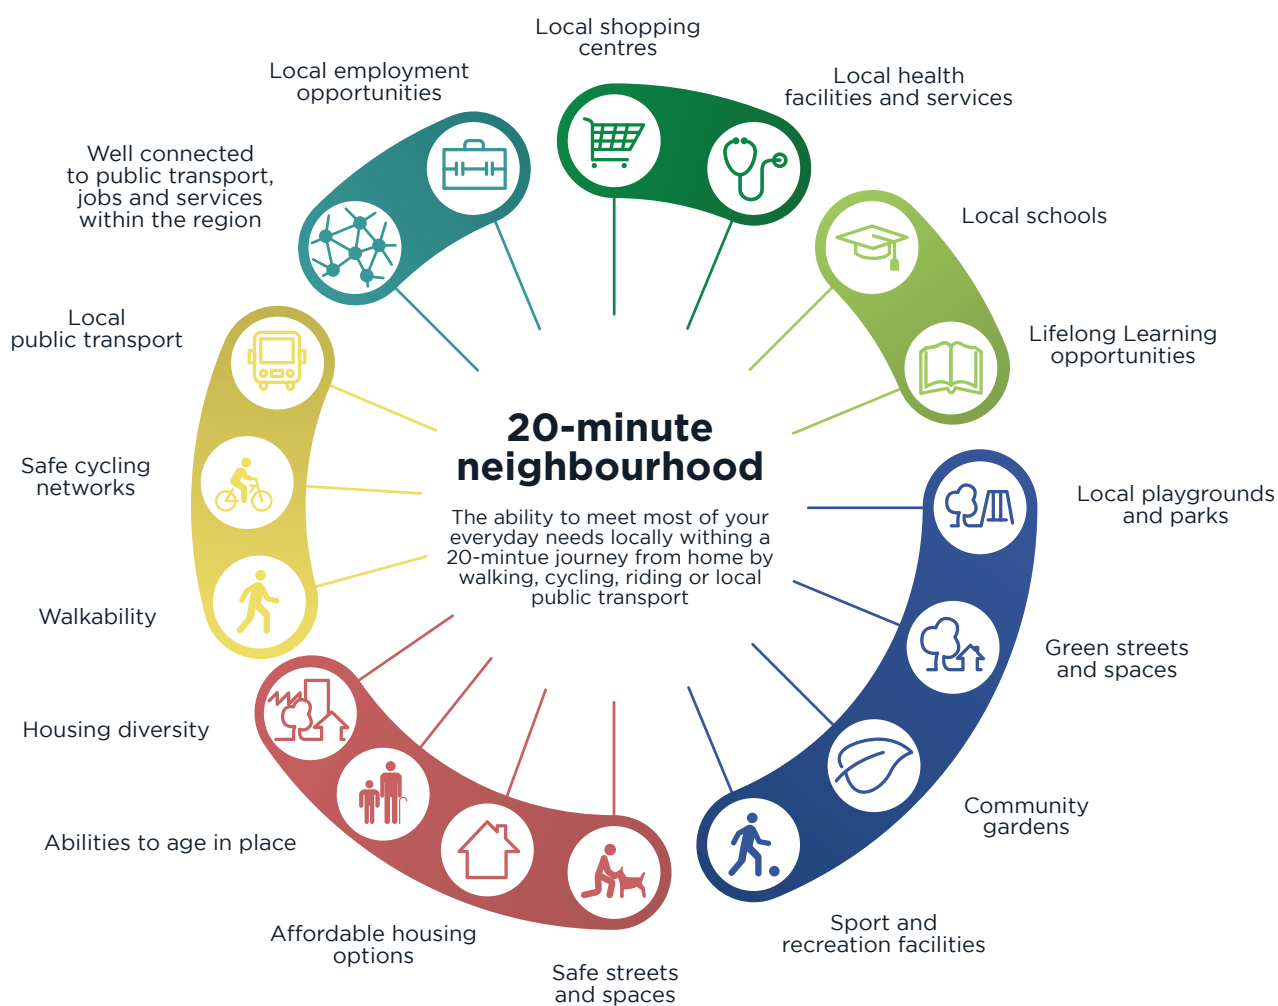 Local shopping
centres
Local health
facilities and services
Local schools
Lifelong Learning
opportunities
Local playgrounds
and parks
Green streets
and spaces
Community
gardens
Sport and
recreation facilities
Safe streets
and spaces
Affordable housing
options
Abilities to age in place
Housing diversity
Walkability
Safe cycling
networks
Local
public transport
Well connected
to public transport,
jobs and services
within the region
Local employment
opportunities
20-minute
neighbourhood
The ability to meet most of your
everyday needs locally withing a
20-mintue journey from home by
walking, cycling, riding or local
public transport